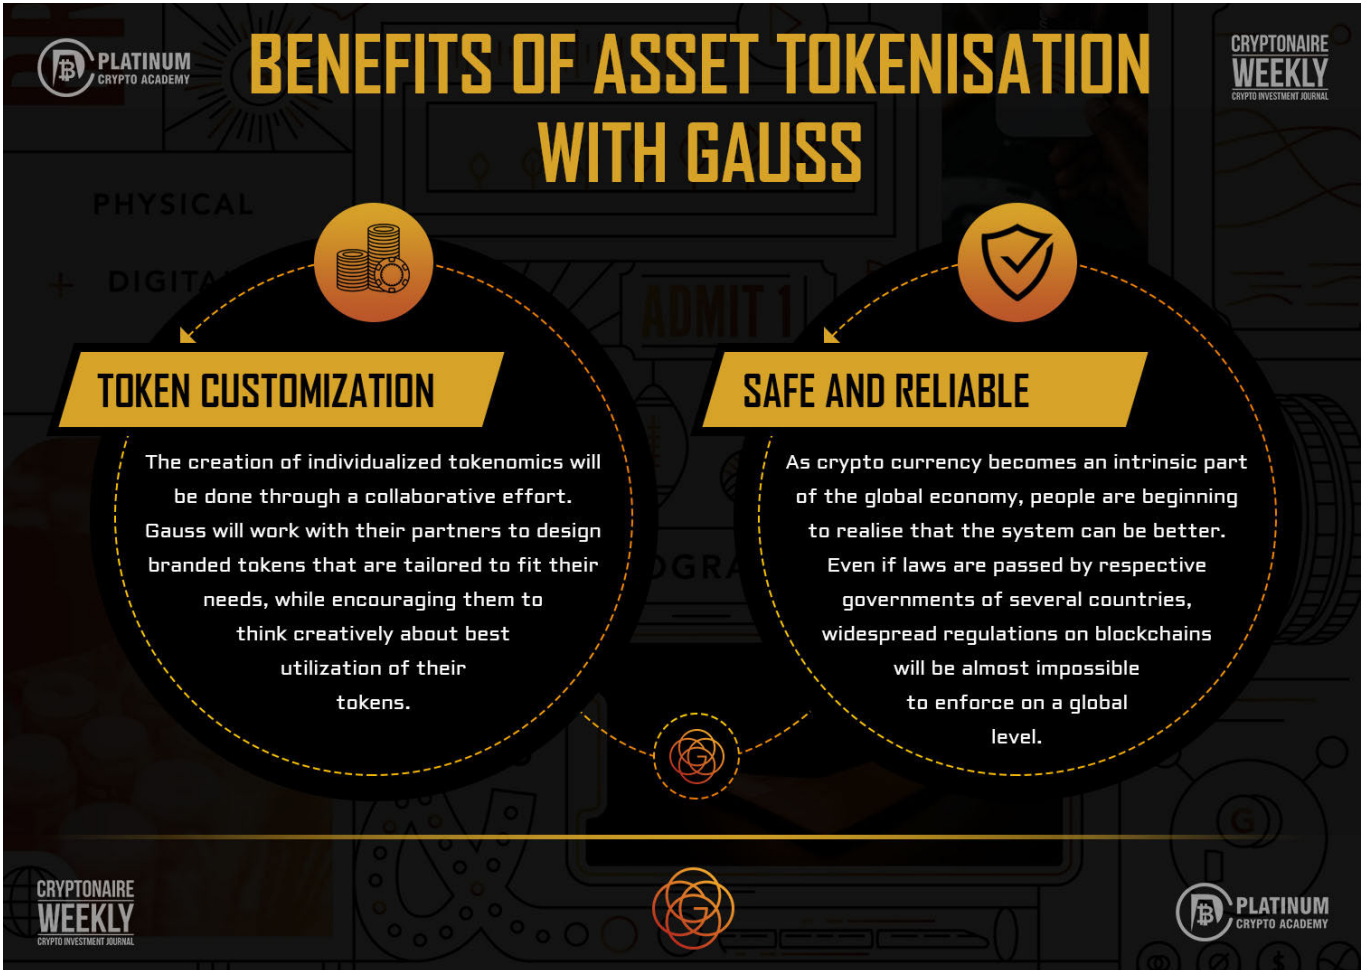 PLATINUM
CRYPTO ACADEMY
BENEFITS OF ASSET TOKENISATION
WITH GAUSS
CRYPTONAIRE
WEEKLY
CRYPTO INVESTMENT JOURNAL
PHYSICAL
+ DIGITA
ADMIT 1
TOKEN CUSTOMIZATION
The creation of individualized tokenomics will
be done through a collaborative effort.
Gauss will work with their partners to design
branded tokens that are tailored to fit their
needs, while encouraging them to
think creatively about best
utilization of their
tokens.
SAFE AND RELIABLE
As crypto currency becomes an intrinsic part
of the global economy, people are beginning
to realise that the system can be better.
Even if laws are passed by respective
governments of several countries,
widespread regulations on blockchains
will be almost impossible
to enforce on a global
level.
OGRA
G
G
G
CRYPTONAIRE
WEEKLY
CRYPTO INVESTMENT JOURNAL
PLATINUM
CRYPTO ACADEMY